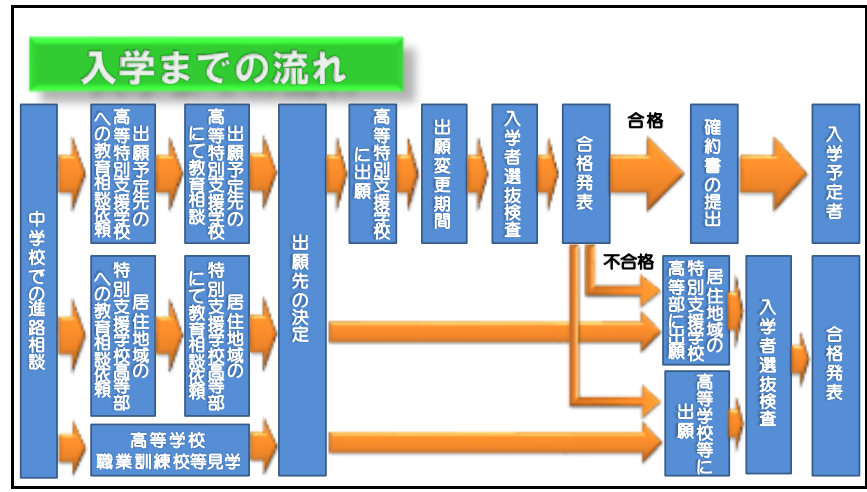 入学までの流れ
中学校での進路相談
出願予定先の
高等特別支援学校
への教育相談依頼
出願予定先の
高等特別支援学校
にて教育相談
居住地域の
特別支援学校高等部
への教育相談依頼
居住地域の
特別支援学校高等部
にて教育相談依頼
高等学校
職業訓練校等見学
出願先の決定
高等特別支援学校
に出願
出願変更期間
入学者選抜検査
合格発表
合格
確約書の提出
入学予定者
不合格
居住地域の
特別支援学校
高等部に出願
高等学校等に
出願
入学者選抜検査
合格発表